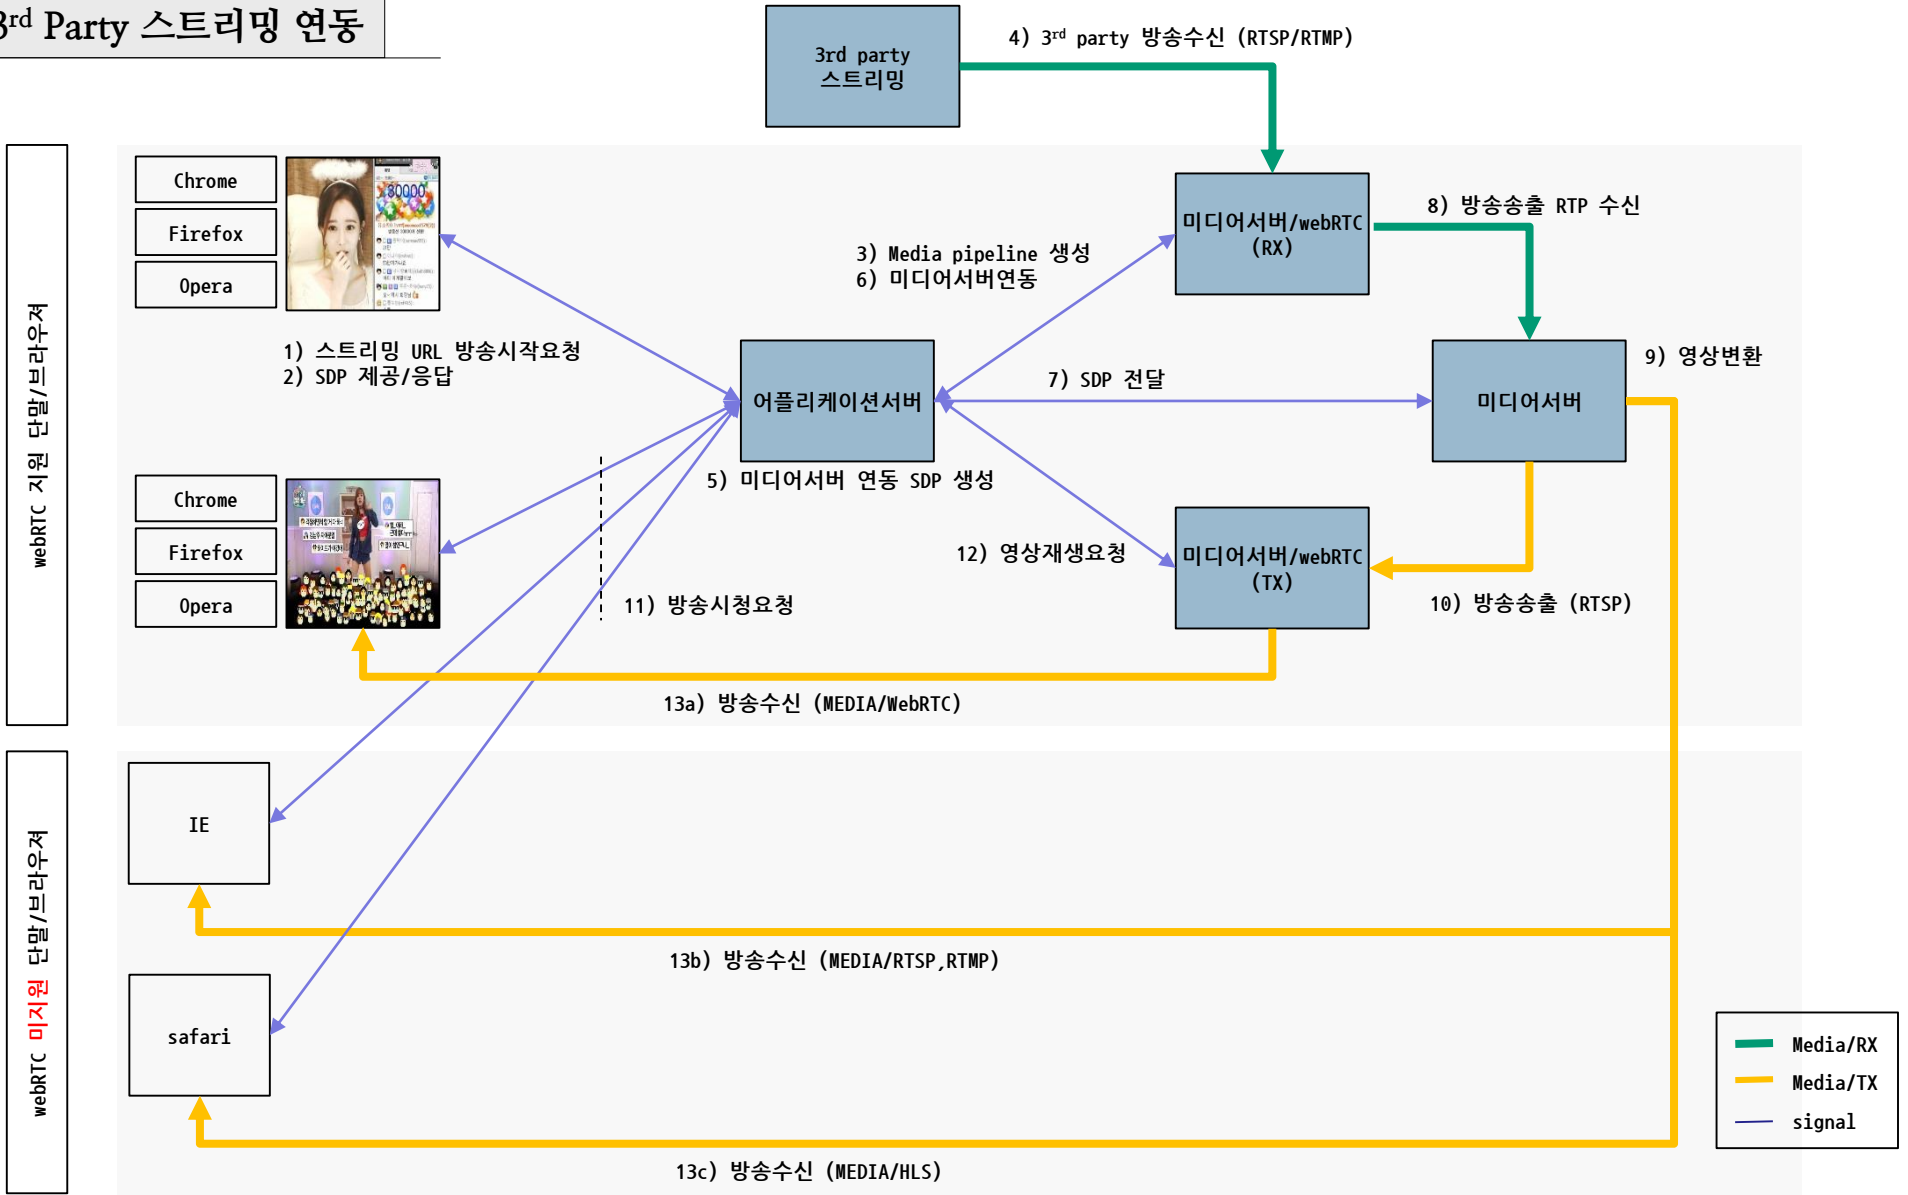 3rd Party 스트리밍 연동
3rd party
스트리밍
4) 3rd party 방송수신 (RTSP/RTMP)
webRTC 지원 단말/브라우져
Chrome
Firefox
Opera
30000
1) 스트리밍 URL 방송시작요청
2) SDP 제공/응답
3) Media pipeline 생성
6) 미디어서버연동
미디어서버/webRTC
(RX)
8) 방송송출 RTP 수신
어플리케이션서버
7) SDP 전달
미디어서버
9) 영상변환
5) 미디어서버 연동 SDP 생성
Chrome
Firefox
Opera
11) 방송시청요청
12) 영상재생요청
미디어서버/webRTC
(TX)
10) 방송송출 (RTSP)
13a) 방송수신 (MEDIA/WebRTC)
webRTC 미지원 단말/브라우져
IE
13b) 방송수신 (MEDIA/RTSP,RTMP)
safari
13c) 방송수신 (MEDIA/HLS)
Media/RX
Media/TX
signal